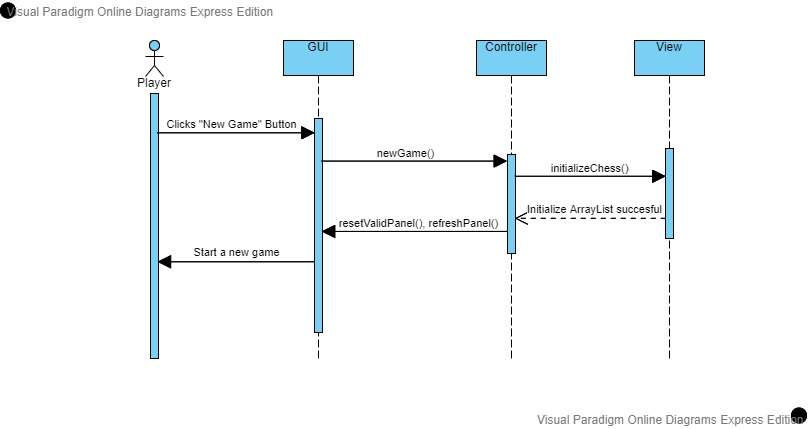 Visual Paradigm Online Diagrams Express Edition
GUI
Controller
View
Player
Clicks "New Game" Button
newGame()
initializeChess()
Initialize ArrayList succesful
resetValidPanel(), refreshPanel()
Start a new game
Visual Paradigm Online Diagrams Express Edition